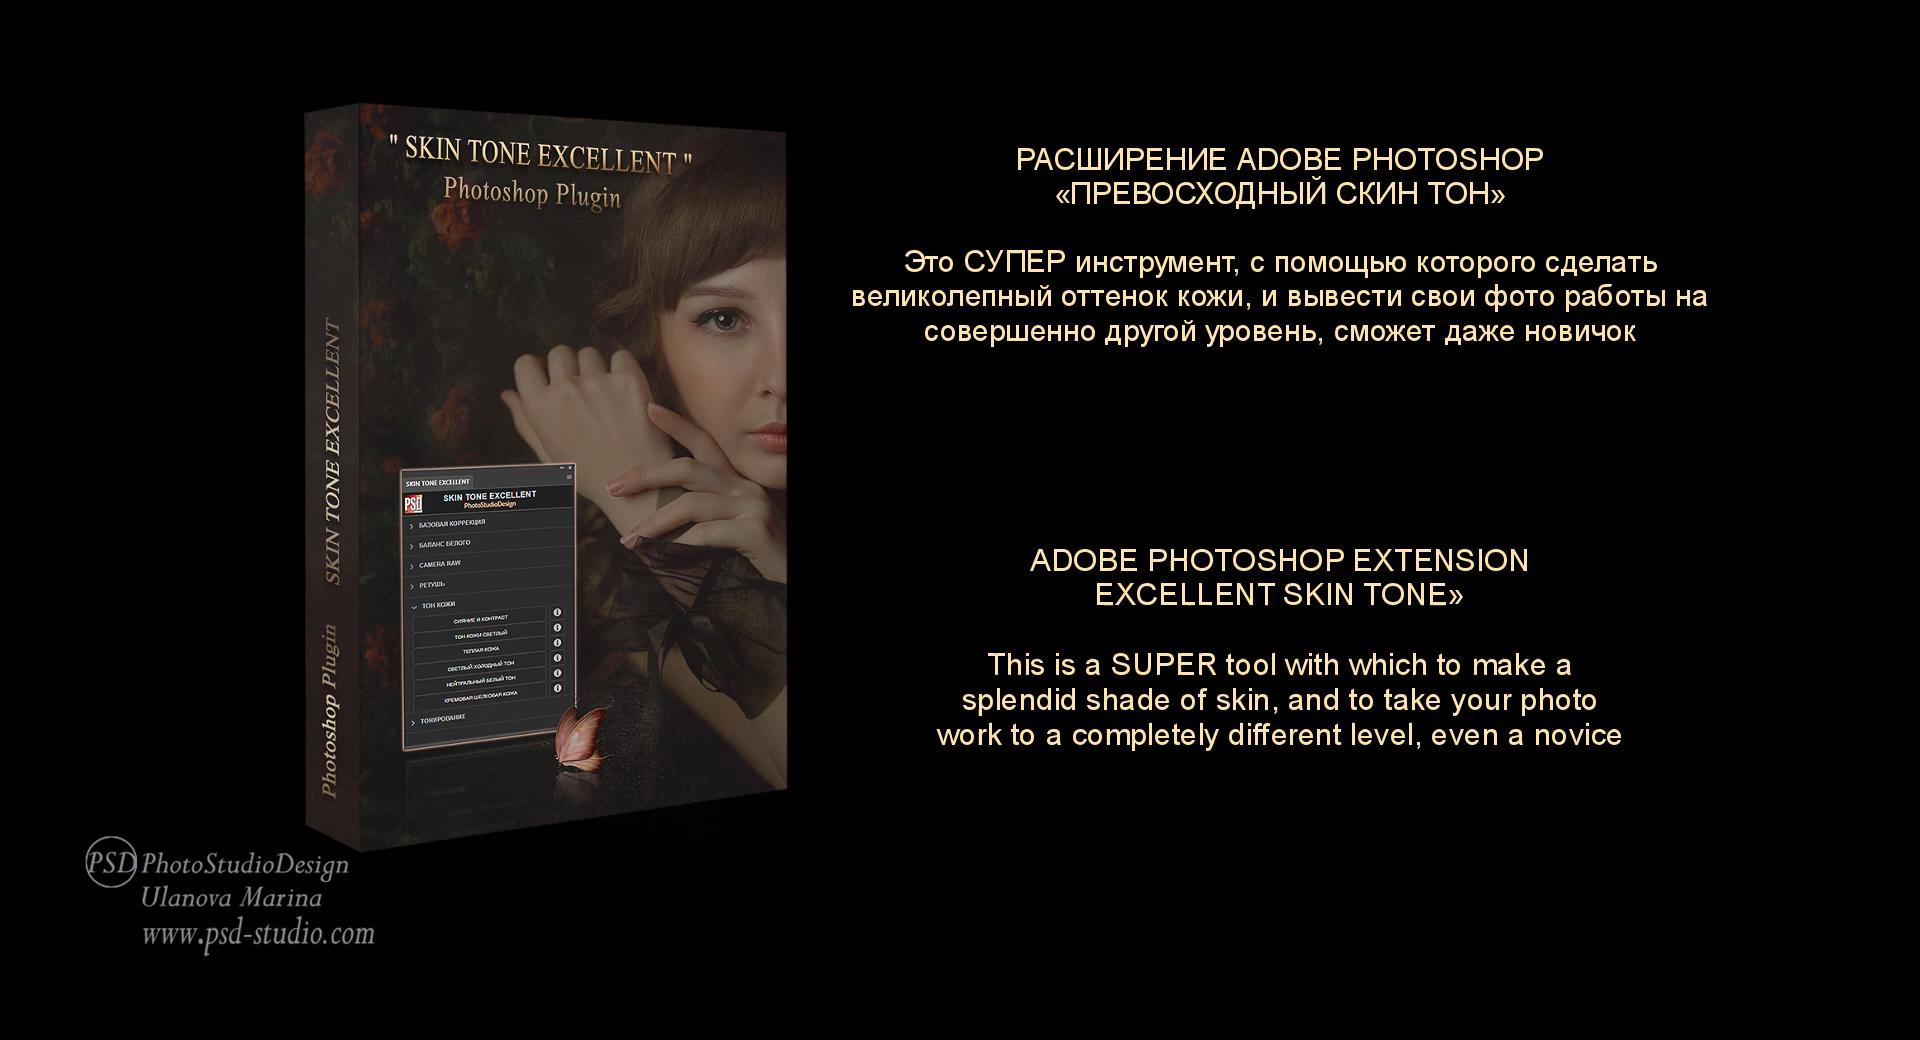 " SKIN TONE EXCELLENT "
Photoshop Plugin
SKIN TONE EXCELLENT
Photoshop Plugin
SKIN TONE EXCELLENT
PSD
SKIN TONE EXCELLENT
PhotoStudioDesign
БАЗОВАЯ КОРРЕКЦИЯ
БАЛАНС БЕЛОГО
CAMERA RAW
РЕТУШЬ
ТОН КОЖИ
СИЯНИЕ И КОНТРАСТ
ТОН КОЖИ СВЕТЛЫЙ
ТЕПЛАЯ КОЖА
СВЕТЛЫЙ ХОЛОДНЫЙ ТОН
НЕЙТРАЛЬНЫЙ БЕЛЫЙ ТОН
КРЕМОВАЯ ШЕЛКОВАЯ КОЖА
ТОНИРОВАНИЕ
РАСШИРЕНИЕ ADOBE PHOTOSHOP
«ПРЕВОСХОДНЫЙ СКИН ТОН»
Это СУПЕР инструмент, с помощью которого сделать
великолепный оттенок кожи, и вывести свои фото работы на
совершенно другой уровень, сможет даже новичок
ADOBE PHOTOSHOP EXTENSION
EXCELLENT SKIN TONE»
This is a SUPER tool with which to make a
splendid shade of skin, and to take your photo
work to a completely different level, even a novice
PSD PhotoStudioDesign
Ulanova Marina
www.psd-studio.com